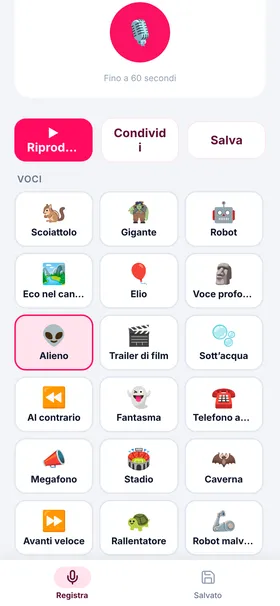 Fino a 60 secondi
Riprod...
Condivid
i
Salva
VOCI
Scoiattolo
Gigante
Robot
Eco nel can...
Elio
Voce profo...
Alieno
Trailer di film
Sott'acqua
Al contrario
Fantasma
Telefono a...
Megafono
Stadio
Caverna
Avanti veloce
Rallentatore
Robot malv...
Registra
Salvato